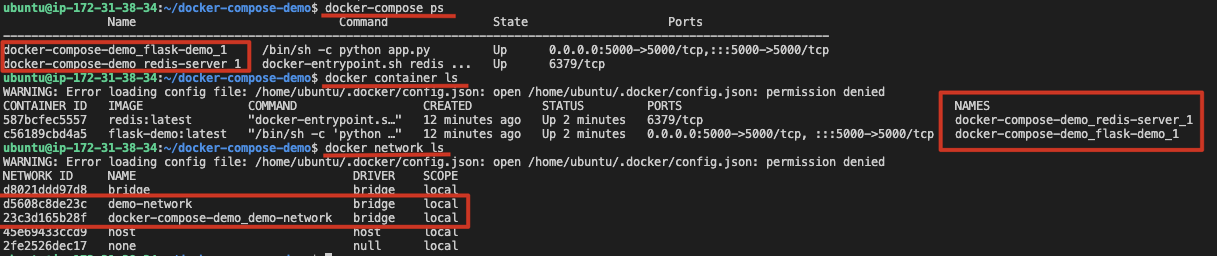 ubuntu@ip-172-31-38-34:~/docker-compose-demo$ docker-compose ps
Name Command State Ports
docker-compose-demo_flask-demo_1 /bin/sh -c python app.py Up 0.0.0.0:5000->5000/tcp,:::5000->5000/tcp
docker-compose-demo_redis-server_1 docker-entrypoint.sh redis ... Up 6379/tcp
ubuntu@ip-172-31-38-34:~/docker-compose-demo$ docker container ls
WARNING: Error loading config file: /home/ubuntu/.docker/config.json: open /home/ubuntu/.docker/config.json: permission denied
CONTAINER ID IMAGE COMMAND CREATED STATUS PORTS NAMES
587bcfec5557 redis:latest "docker-entrypoint.s…" 12 minutes ago Up 2 minutes 6379/tcp docker-compose-demo_redis-server_1
c56189cbd4a5 flask-demo:latest "/bin/sh -c 'python …" 12 minutes ago Up 2 minutes 0.0.0.0:5000->5000/tcp, :::5000->5000/tcp docker-compose-demo_flask-demo_1
ubuntu@ip-172-31-38-34:~/docker-compose-demo$ docker network ls
WARNING: Error loading config file: /home/ubuntu/.docker/config.json: open /home/ubuntu/.docker/config.json: permission denied
NETWORK ID NAME DRIVER SCOPE
d8021ddd97d8 bridge bridge local
d5608c8de23c demo-network bridge local
23c3d165b28f docker-compose-demo_demo-network bridge local
45e69433ccd9 host host local
2fe2526dec17 none null local